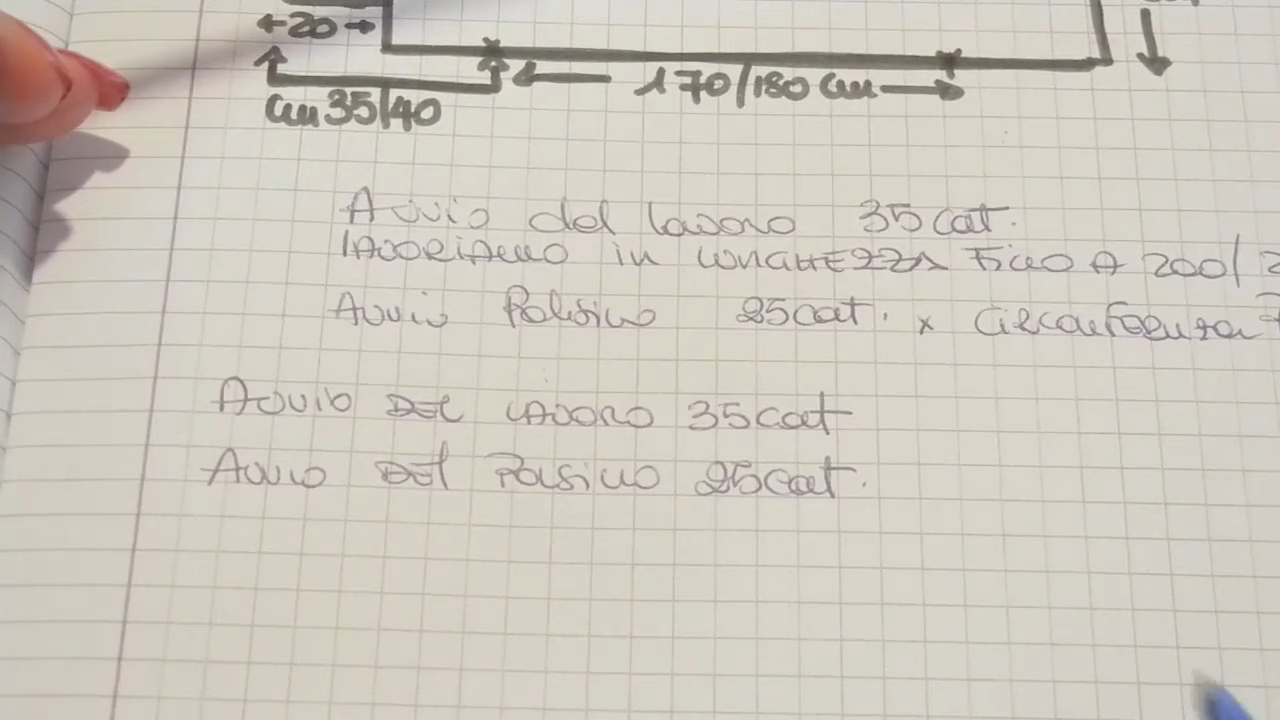 20
170/180 cm
cm 35/40
Avvio del lavoro 35 cat.
lavoriamo in lunghezza fino a 200/
Avvio Polsino 25 cat. x circonferenza
Avvio del lavoro 35 cat
Avvio del Polsino 25 cat.